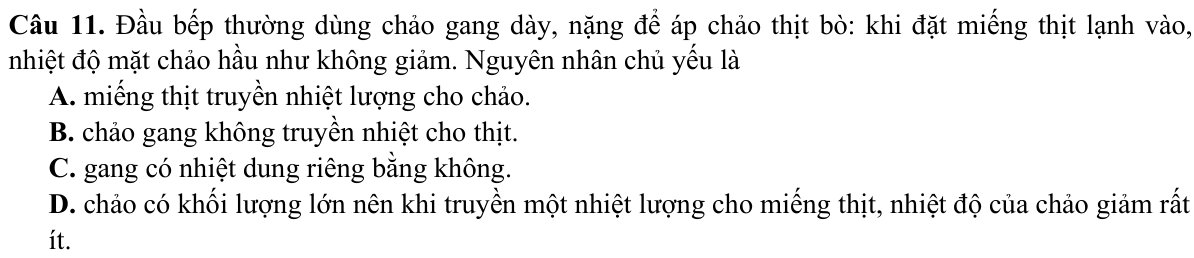 Câu 11. Đầu bếp thường dùng chảo gang dày, nặng để áp chảo thịt bò: khi đặt miếng thịt lạnh vào,
nhiệt độ mặt chảo hầu như không giảm. Nguyên nhân chủ yếu là
A. miếng thịt truyền nhiệt lượng cho chảo.
B. chảo gang không truyền nhiệt cho thịt.
C. gang có nhiệt dung riêng bằng không.
D. chảo có khối lượng lớn nên khi truyền một nhiệt lượng cho miếng thịt, nhiệt độ của chảo giảm rất
ít.